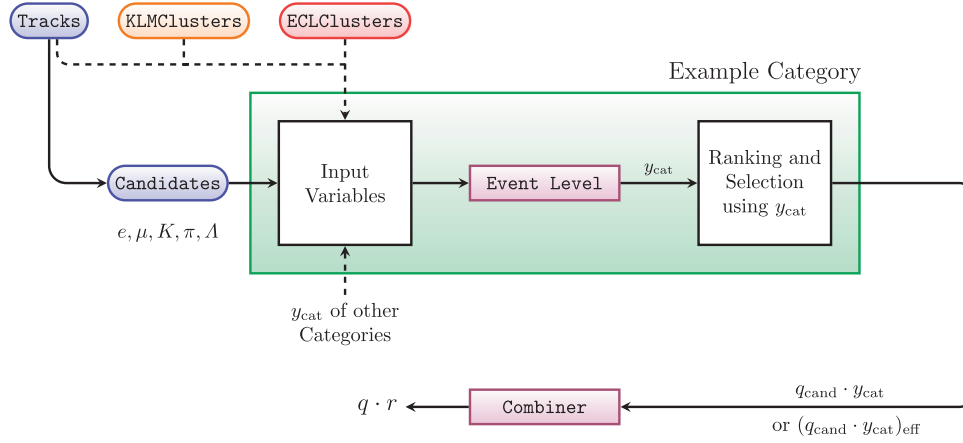 Tracks
KLMClusters
ECLClusters
Example Category
Input
Variables
Event Level
y_cat
Ranking and
Selection
using y_cat
Candidates
e, μ, K, π, Λ
y_cat of other
Categories
q · r
Combiner
q_cand · y_cat
or (q_cand · y_cat)_eff